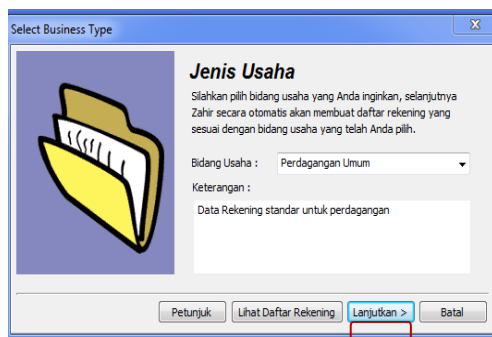 Select Business Type
Jenis Usaha
Silahkan pilih bidang usaha yang Anda inginkan, selanjutnya
Zahir secara otomatis akan membuat daftar rekening yang
sesuai dengan bidang usaha yang telah Anda pilih.
Bidang Usaha : Perdagangan Umum
Keterangan :
Data Rekening standar untuk perdagangan
Petunjuk Lihat Daftar Rekening Lanjutkan > Batal